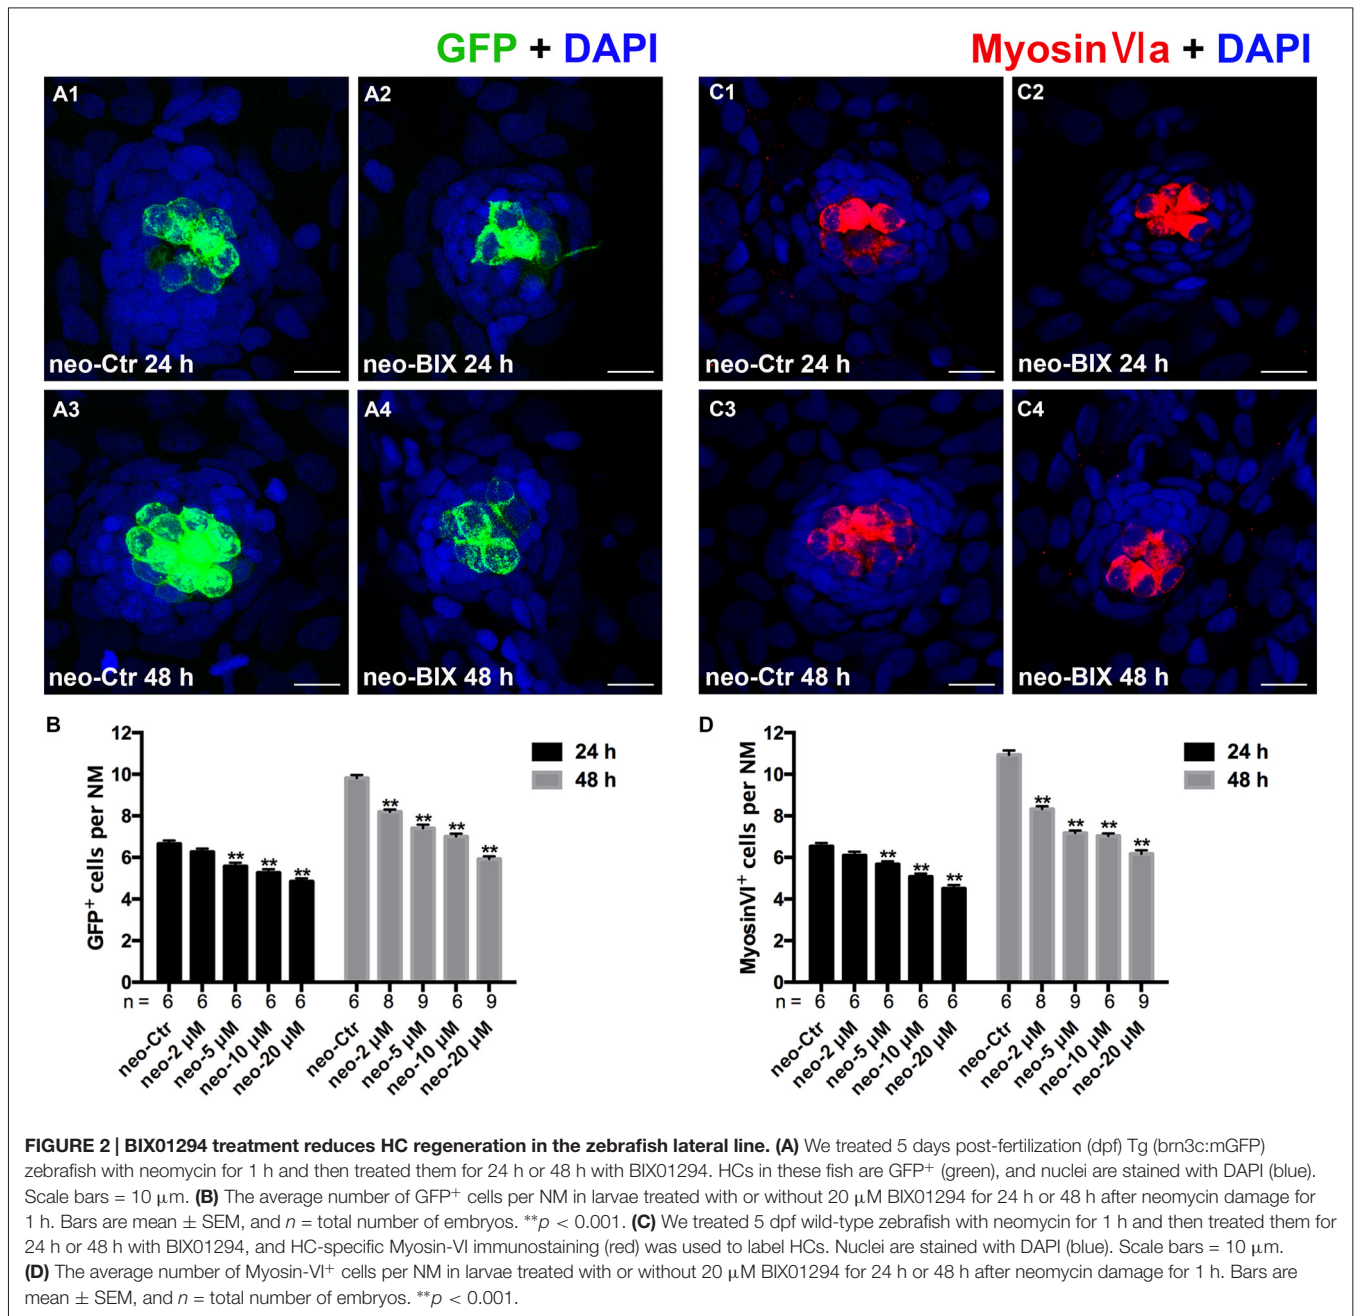 GFP + DAPI
MyosinVIa + DAPI
A1
A2
C1
C2
neo-Ctr 24 h
neo-BIX 24 h
neo-Ctr 24 h
neo-BIX 24 h
A3
A4
C3
C4
neo-Ctr 48 h
neo-BIX 48 h
neo-Ctr 48 h
neo-BIX 48 h
B
GFP⁺ cells per NM
12
10
8
6
4
2
0
** ** ** ** ** ** **
24 h
48 h
n = 6 6 6 6 6 6 8 9 6 9
neo-Ctr
neo-2 μM
neo-5 μM
neo-10 μM
neo-20 μM
neo-Ctr
neo-2 μM
neo-5 μM
neo-10 μM
neo-20 μM
D
MyosinVI⁺ cells per NM
12
10
8
6
4
2
0
** ** ** ** ** ** **
24 h
48 h
n = 6 6 6 6 6 6 8 9 6 9
neo-Ctr
neo-2 μM
neo-5 μM
neo-10 μM
neo-20 μM
neo-Ctr
neo-2 μM
neo-5 μM
neo-10 μM
neo-20 μM
FIGURE 2 | BIX01294 treatment reduces HC regeneration in the zebrafish lateral line. (A) We treated 5 days post-fertilization (dpf) Tg (brn3c:mGFP)
zebrafish with neomycin for 1 h and then treated them for 24 h or 48 h with BIX01294. HCs in these fish are GFP⁺ (green), and nuclei are stained with DAPI (blue).
Scale bars = 10 μm. (B) The average number of GFP⁺ cells per NM in larvae treated with or without 20 μM BIX01294 for 24 h or 48 h after neomycin damage for
1 h. Bars are mean ± SEM, and n = total number of embryos. **p < 0.001. (C) We treated 5 dpf wild-type zebrafish with neomycin for 1 h and then treated them for
24 h or 48 h with BIX01294, and HC-specific Myosin-VI immunostaining (red) was used to label HCs. Nuclei are stained with DAPI (blue). Scale bars = 10 μm.
(D) The average number of Myosin-VI⁺ cells per NM in larvae treated with or without 20 μM BIX01294 for 24 h or 48 h after neomycin damage for 1 h. Bars are
mean ± SEM, and n = total number of embryos. **p < 0.001.